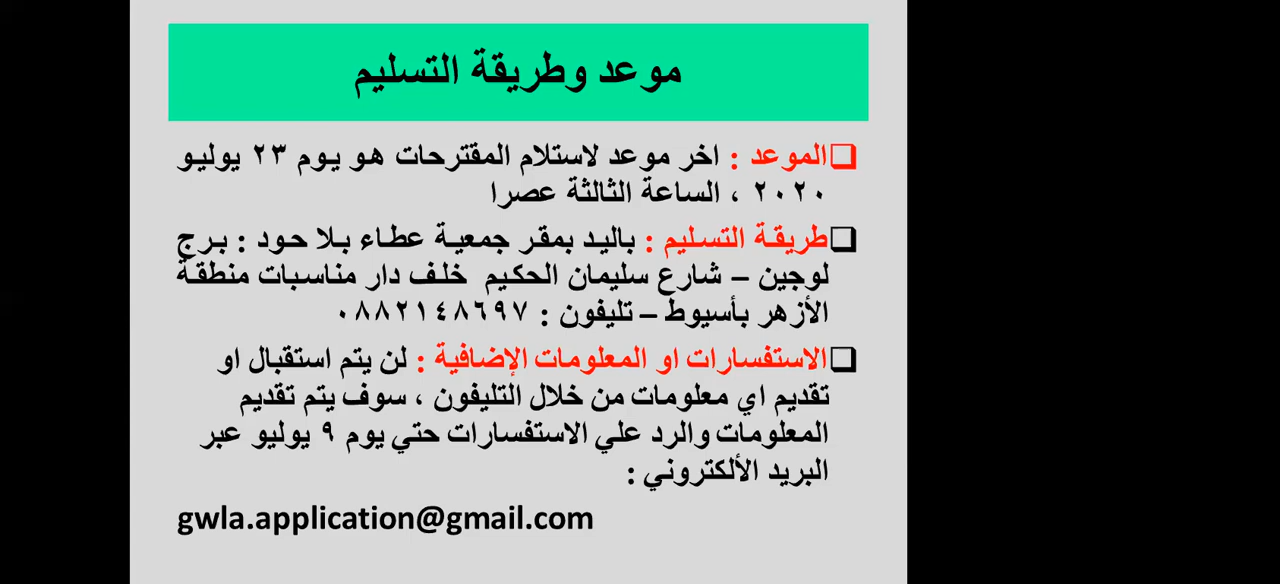 موعد وطريقة التسليم
❑الموعد : اخر موعد لاستلام المقترحات هو يوم ٢٣ يوليو
٢٠٢٠ ، الساعة الثالثة عصرا
❑طريقة التسليم : باليد بمقر جمعية عطاء بلا حود : برج
لوجين – شارع سليمان الحكيم خلف دار مناسبات منطقة
الأزهر بأسيوط – تليفون : ٠٨٨٢١٤٨٦٩٧
❑الاستفسارات او المعلومات الإضافية : لن يتم استقبال او
تقديم اي معلومات من خلال التليفون ، سوف يتم تقديم
المعلومات والرد علي الاستفسارات حتي يوم ٩ يوليو عبر
البريد الألكتروني :
gwla.application@gmail.com